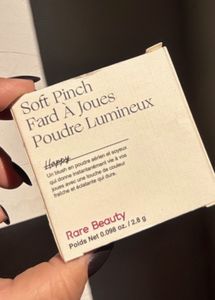 Soft Pinch
Fard À Joues
Poudre Lumineux
Happy
Un blush en poudre aérien et soyeux
qui donne instantanément vie à vos
joues avec une touche de couleur
fraîche et éclatante qui dure.
Rare Beauty
Poids Net 0.098 oz. / 2.8 g